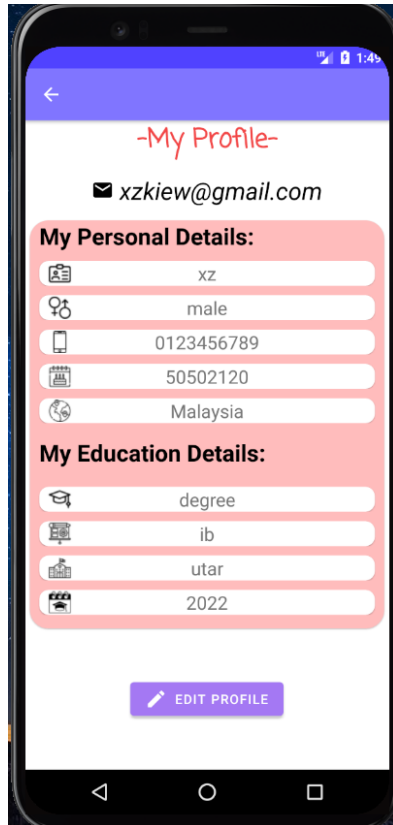 LTE 1:49
-My Profile-
xzkiew@gmail.com
My Personal Details:
xz
male
0123456789
50502120
Malaysia
My Education Details:
degree
ib
utar
2022
EDIT PROFILE